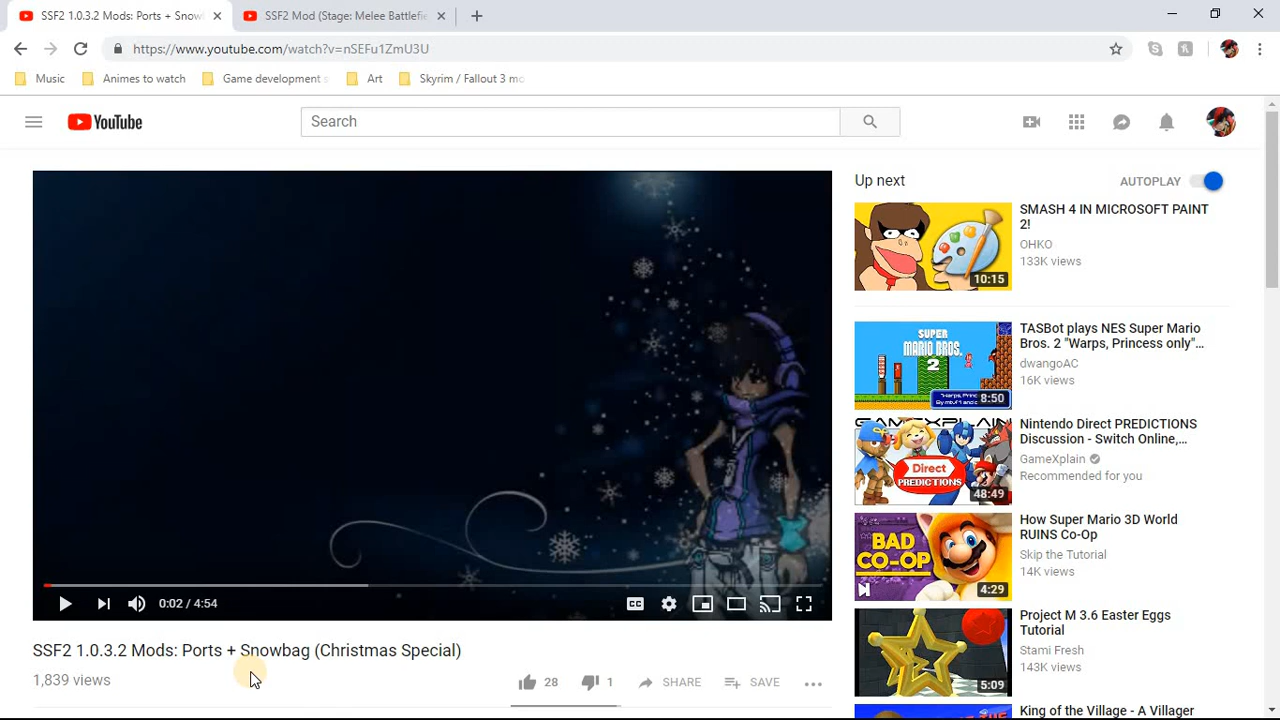 SSF2 1.0.3.2 Mods: Ports + Snow
SSF2 Mod (Stage: Melee Battlefie
https://www.youtube.com/watch?v=nSEFu1ZmU3U
Music
Animes to watch
Game development s
Art
Skyrim / Fallout 3 mo
YouTube
Search
Up next
AUTOPLAY
SMASH 4 IN MICROSOFT PAINT
2!
OHKO
133K views
10:15
SUPER
MARIO BROS.
2
8:50
TASBot plays NES Super Mario
Bros. 2 "Warps, Princess only"...
dwangoAC
16K views
GAMEXPLAIN
Direct
PREDICTIONS
48:49
Nintendo Direct PREDICTIONS
Discussion - Switch Online,...
GameXplain
Recommended for you
BAD
CO-OP
4:29
How Super Mario 3D World
RUINS Co-Op
Skip the Tutorial
14K views
5:09
Project M 3.6 Easter Eggs
Tutorial
Stami Fresh
143K views
King of the Village - A Villager
0:02 / 4:54
CC
SSF2 1.0.3.2 Mods: Ports + Snowbag (Christmas Special)
1,839 views
28
1
SHARE
SAVE